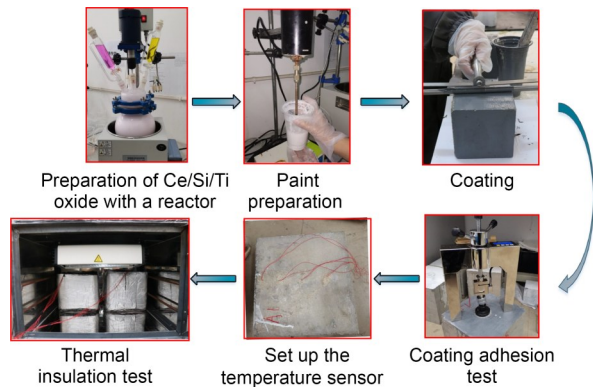 Preparation of Ce/Si/Ti
oxide with a reactor
Paint
preparation
Coating
Thermal
insulation test
Set up the
temperature sensor
Coating adhesion
test